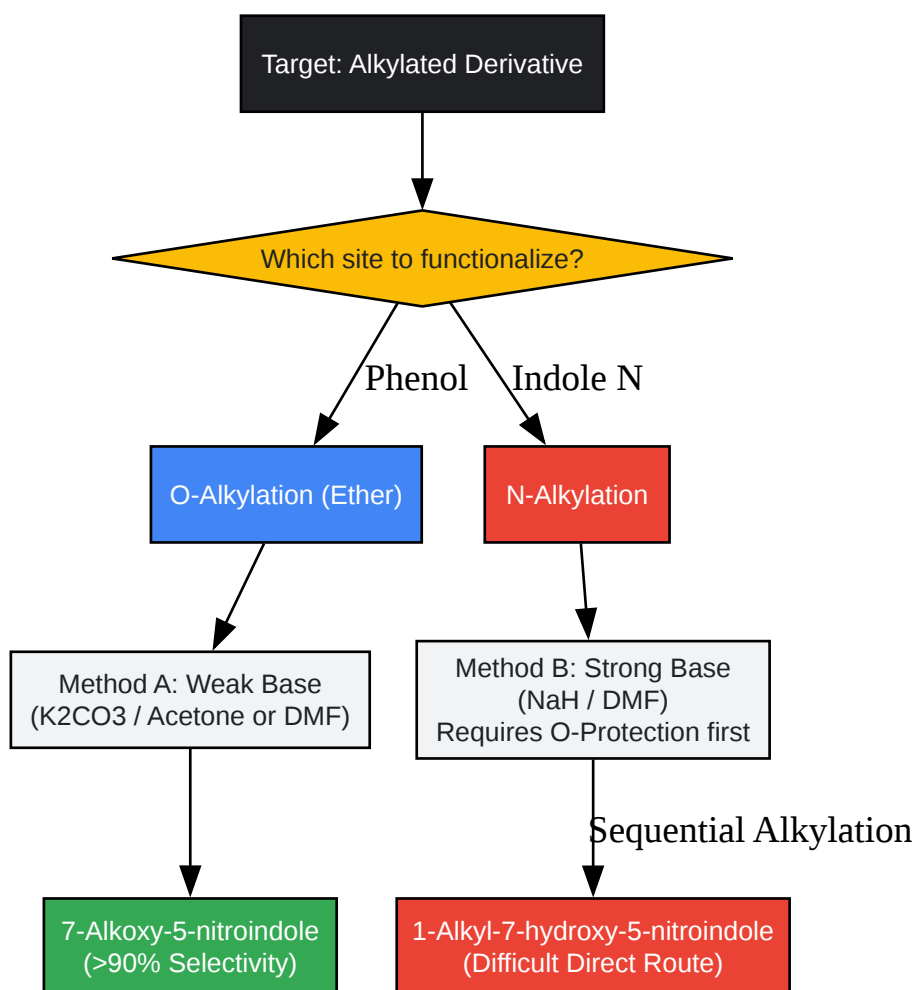 Target: Alkylated Derivative
Which site to functionalize?
Phenol
Indole N
O-Alkylation (Ether)
N-Alkylation
Method A: Weak Base
(K2CO3 / Acetone or DMF)
Method B: Strong Base
(NaH / DMF)
Requires O-Protection first
Sequential Alkylation
7-Alkoxy-5-nitroindole
(>90% Selectivity)
1-Alkyl-7-hydroxy-5-nitroindole
(Difficult Direct Route)